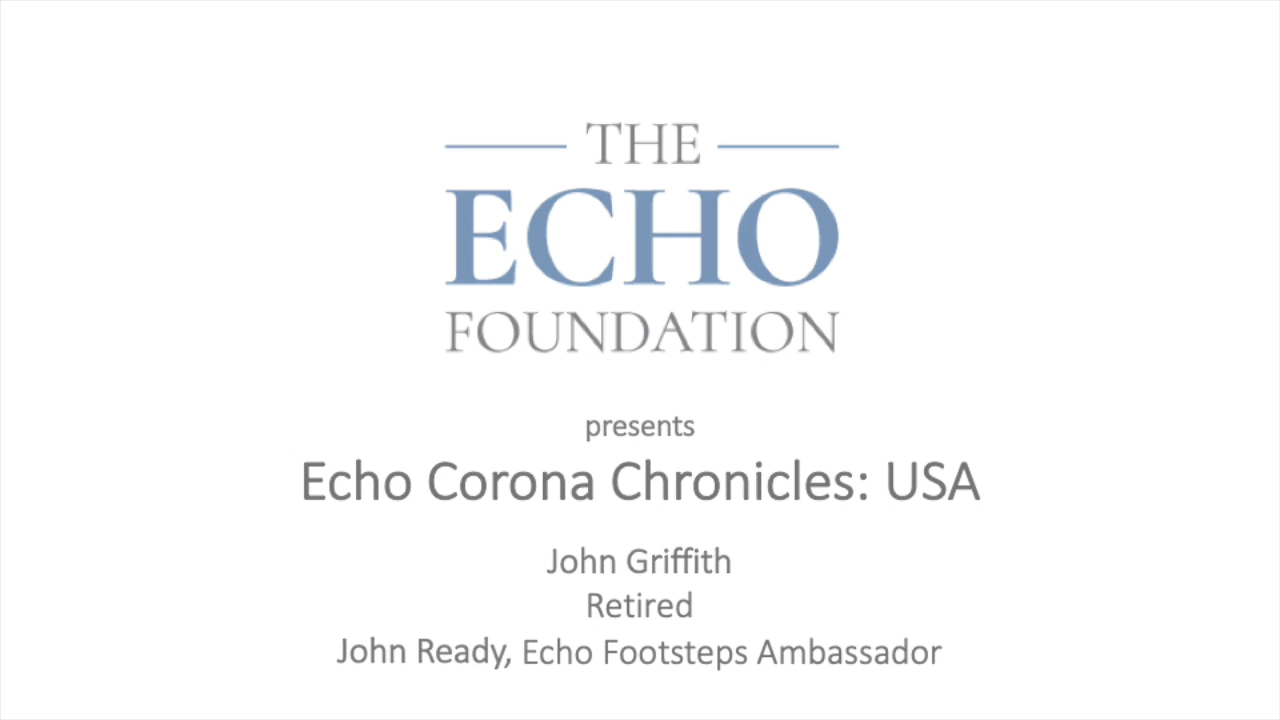 THE
ECHO
FOUNDATION
presents
Echo Corona Chronicles: USA
John Griffith
Retired
John Ready, Echo Footsteps Ambassador